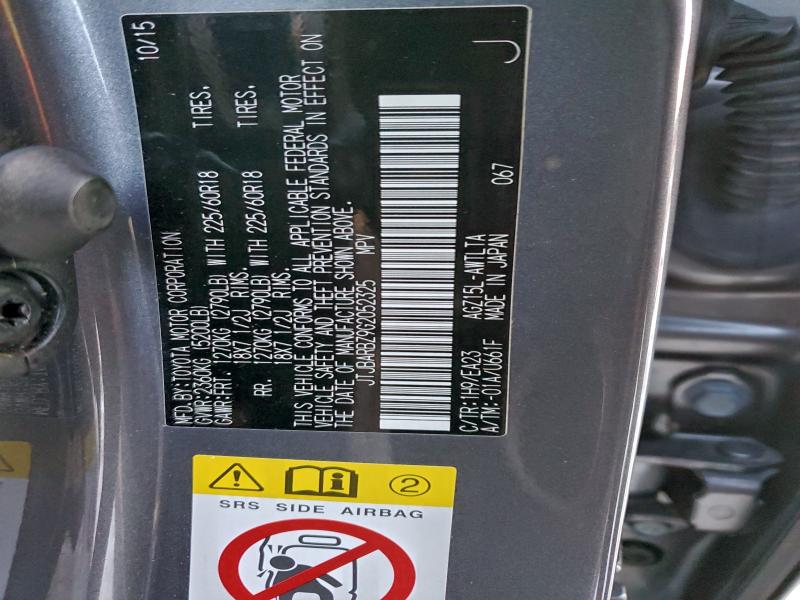 MFD.BY:TOYOTA MOTOR CORPORATION 10/15
GVWR:2360KG (5200LB)
GAWR:FRT. 1270KG (2790LB) WITH 225/60R18 TIRES.
18X7 1/2J RIMS.
RR. 1270KG (2790LB) WITH 225/60R18 TIRES.
18X7 1/2J RIMS.
THIS VEHICLE CONFORMS TO ALL APPLICABLE FEDERAL MOTOR
VEHICLE SAFETY AND THEFT PREVENTION STANDARDS IN EFFECT ON
THE DATE OF MANUFACTURE SHOWN ABOVE.
JTJBARBZ9G2052325 MPV
C/TR:1H9/EA23 AGZ15L-AWTLTA 067
A/TM:-01A/U661F MADE IN JAPAN J
2
SRS SIDE AIRBAG